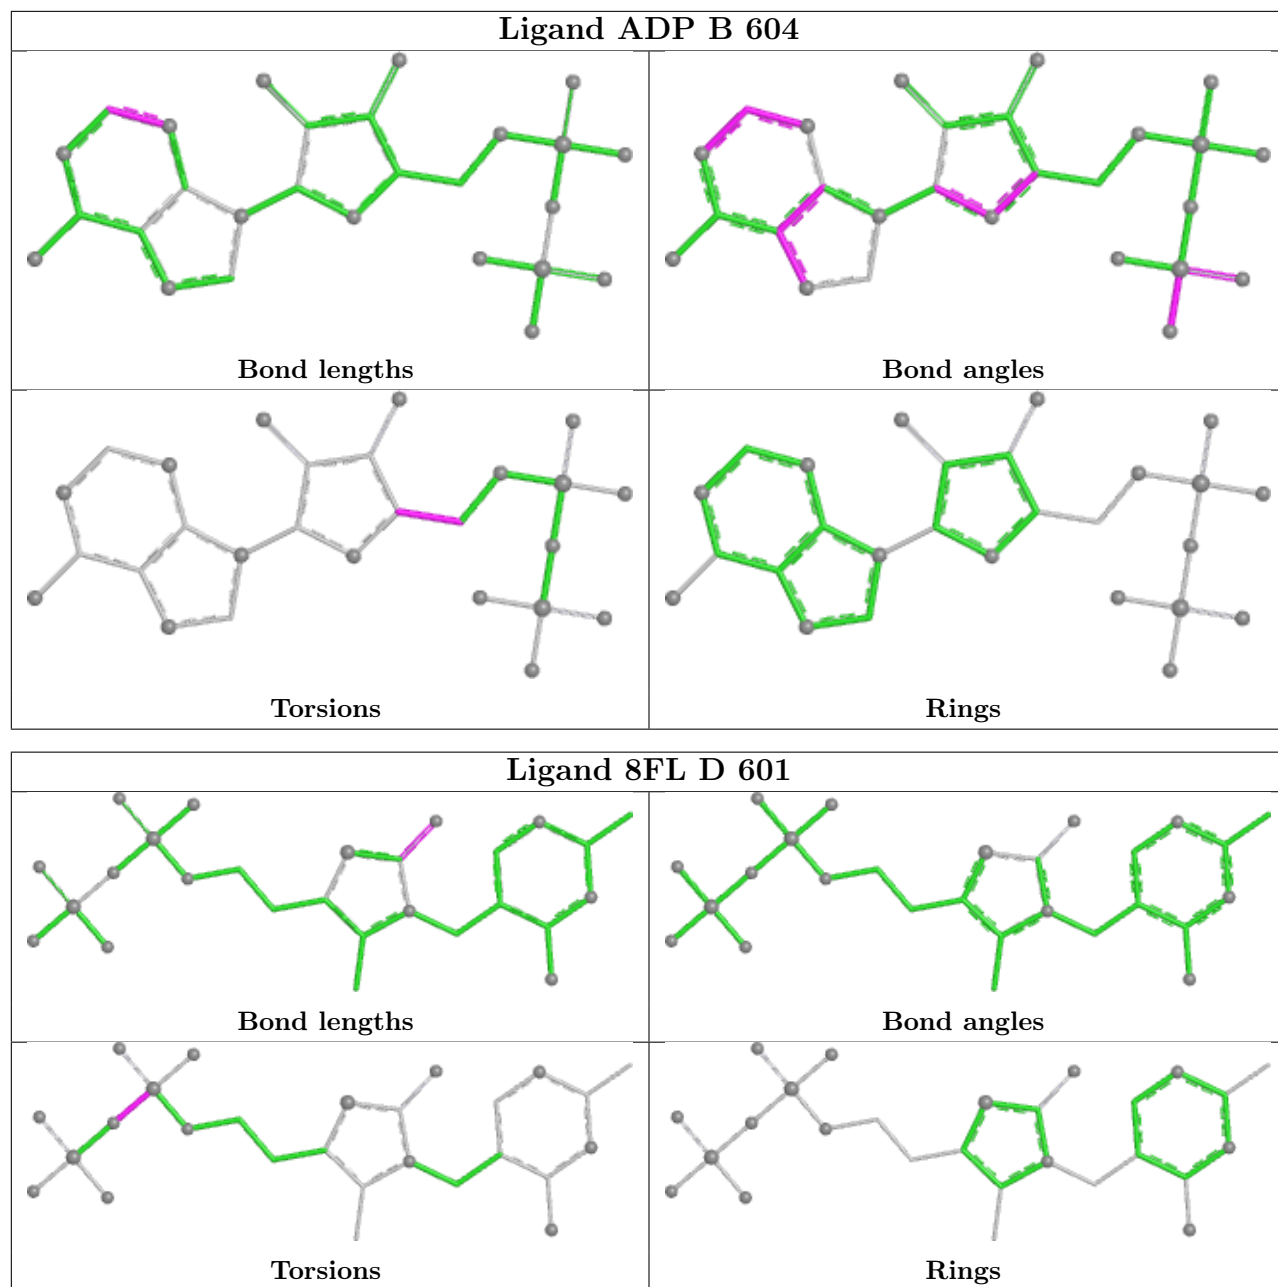 Ligand ADP B 604
Bond lengths
Bond angles
Torsions
Rings
Ligand 8FL D 601
Bond lengths
Bond angles
Torsions
Rings